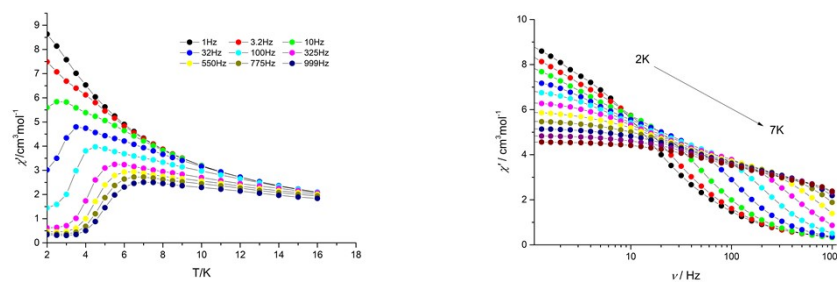 9
8
7
6
5
4
3
2
1
0
χ'/cm³mol⁻¹
1Hz 3.2Hz 10Hz
32Hz 100Hz 325Hz
550Hz 775Hz 999Hz
2 4 6 8 10 12 14 16 18
T/K
10
8
6
4
2
0
χ' / cm³mol⁻¹
2K
7K
10 100 1000
ν / Hz